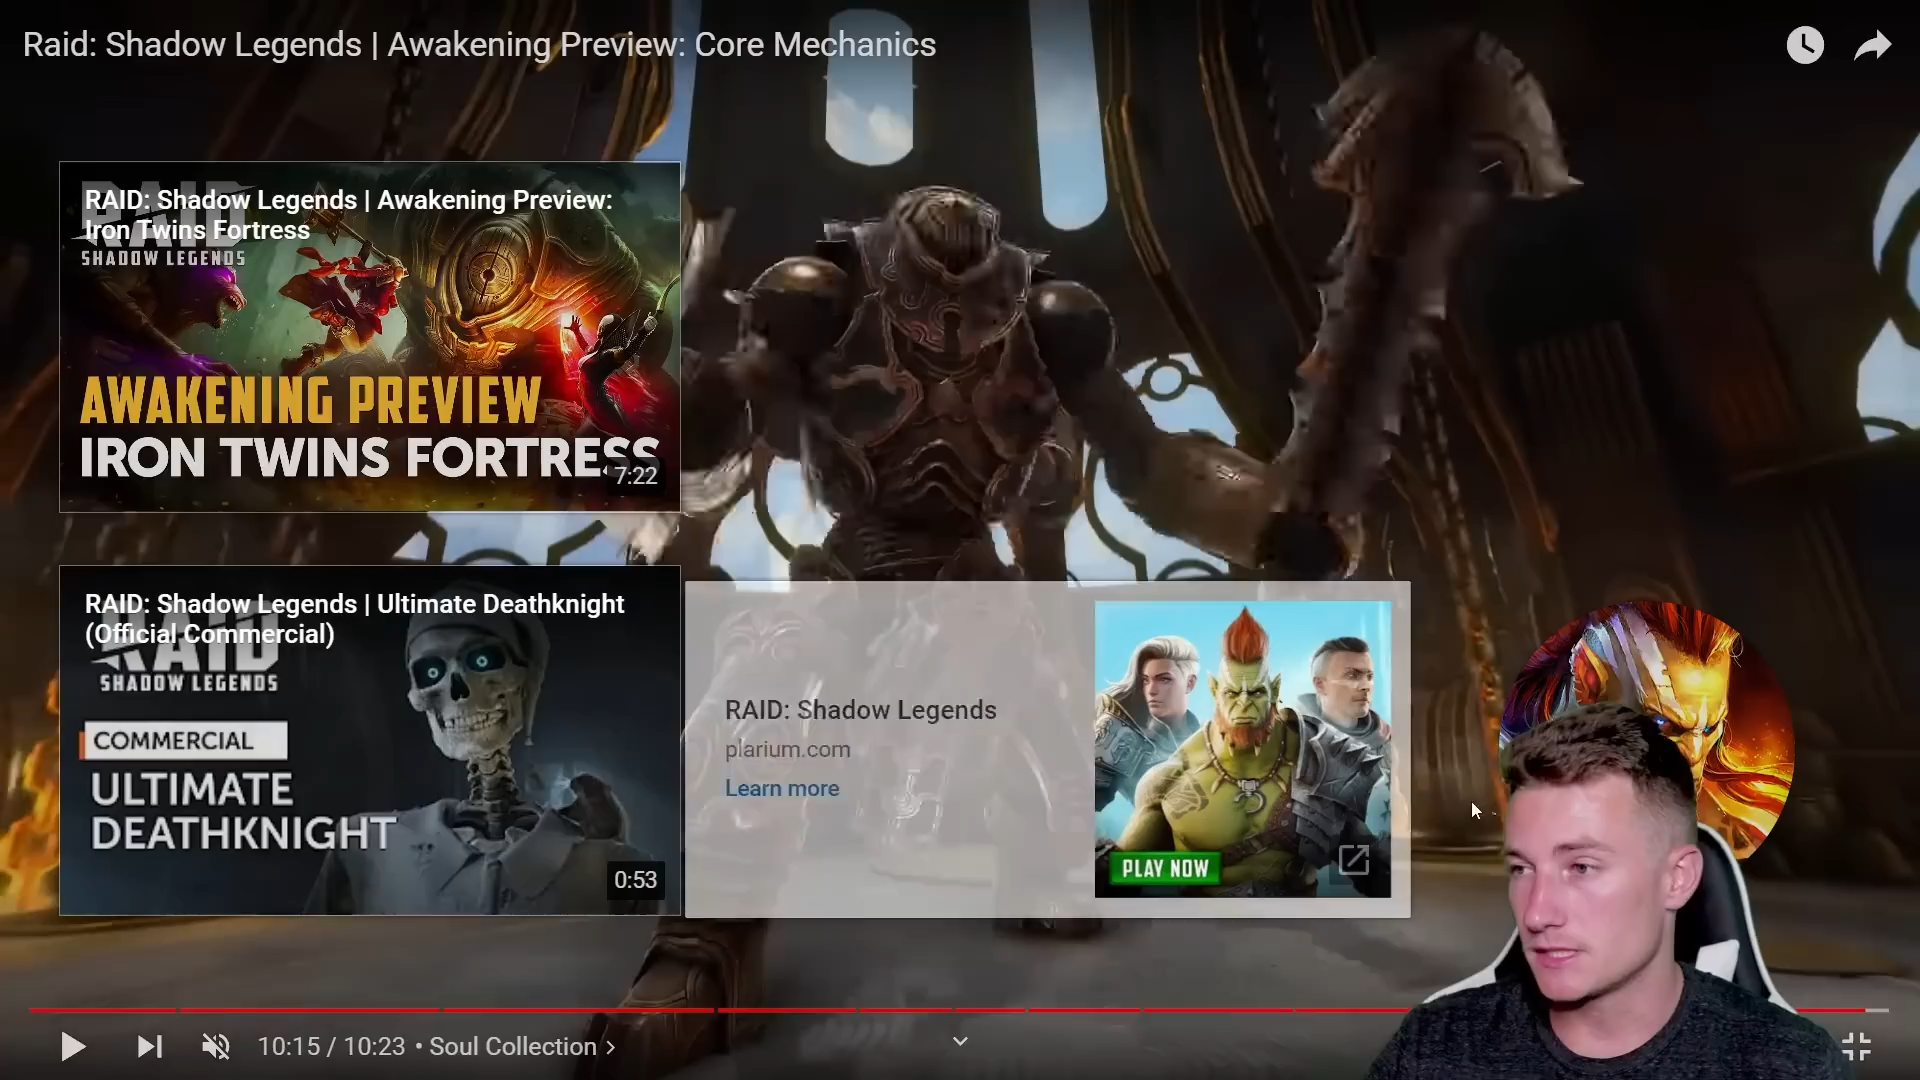 Raid: Shadow Legends | Awakening Preview: Core Mechanics
RAID: Shadow Legends | Awakening Preview:
Iron Twins Fortress
RAID
SHADOW LEGENDS
AWAKENING PREVIEW
IRON TWINS FORTRESS
7:22
RAID: Shadow Legends | Ultimate Deathknight
(Official Commercial)
RAID
SHADOW LEGENDS
COMMERCIAL
ULTIMATE
DEATHKNIGHT
0:53
RAID: Shadow Legends
plarium.com
Learn more
PLAY NOW
10:15 / 10:23 • Soul Collection >